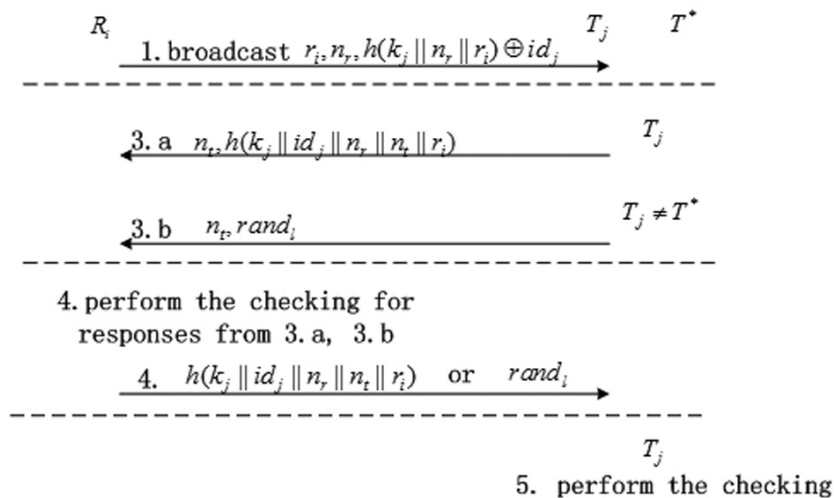 R_i T_j T^*
1. broadcast r_i, n_r, h(k_j || n_r || r_i) ⊕ id_j
3. a n_t, h(k_j || id_j || n_r || n_t || r_i) T_j
3. b n_t, rand_i T_j ≠ T^*
4. perform the checking for
responses from 3. a, 3. b
4. h(k_j || id_j || n_r || n_t || r_i) or rand_i
T_j
5. perform the checking